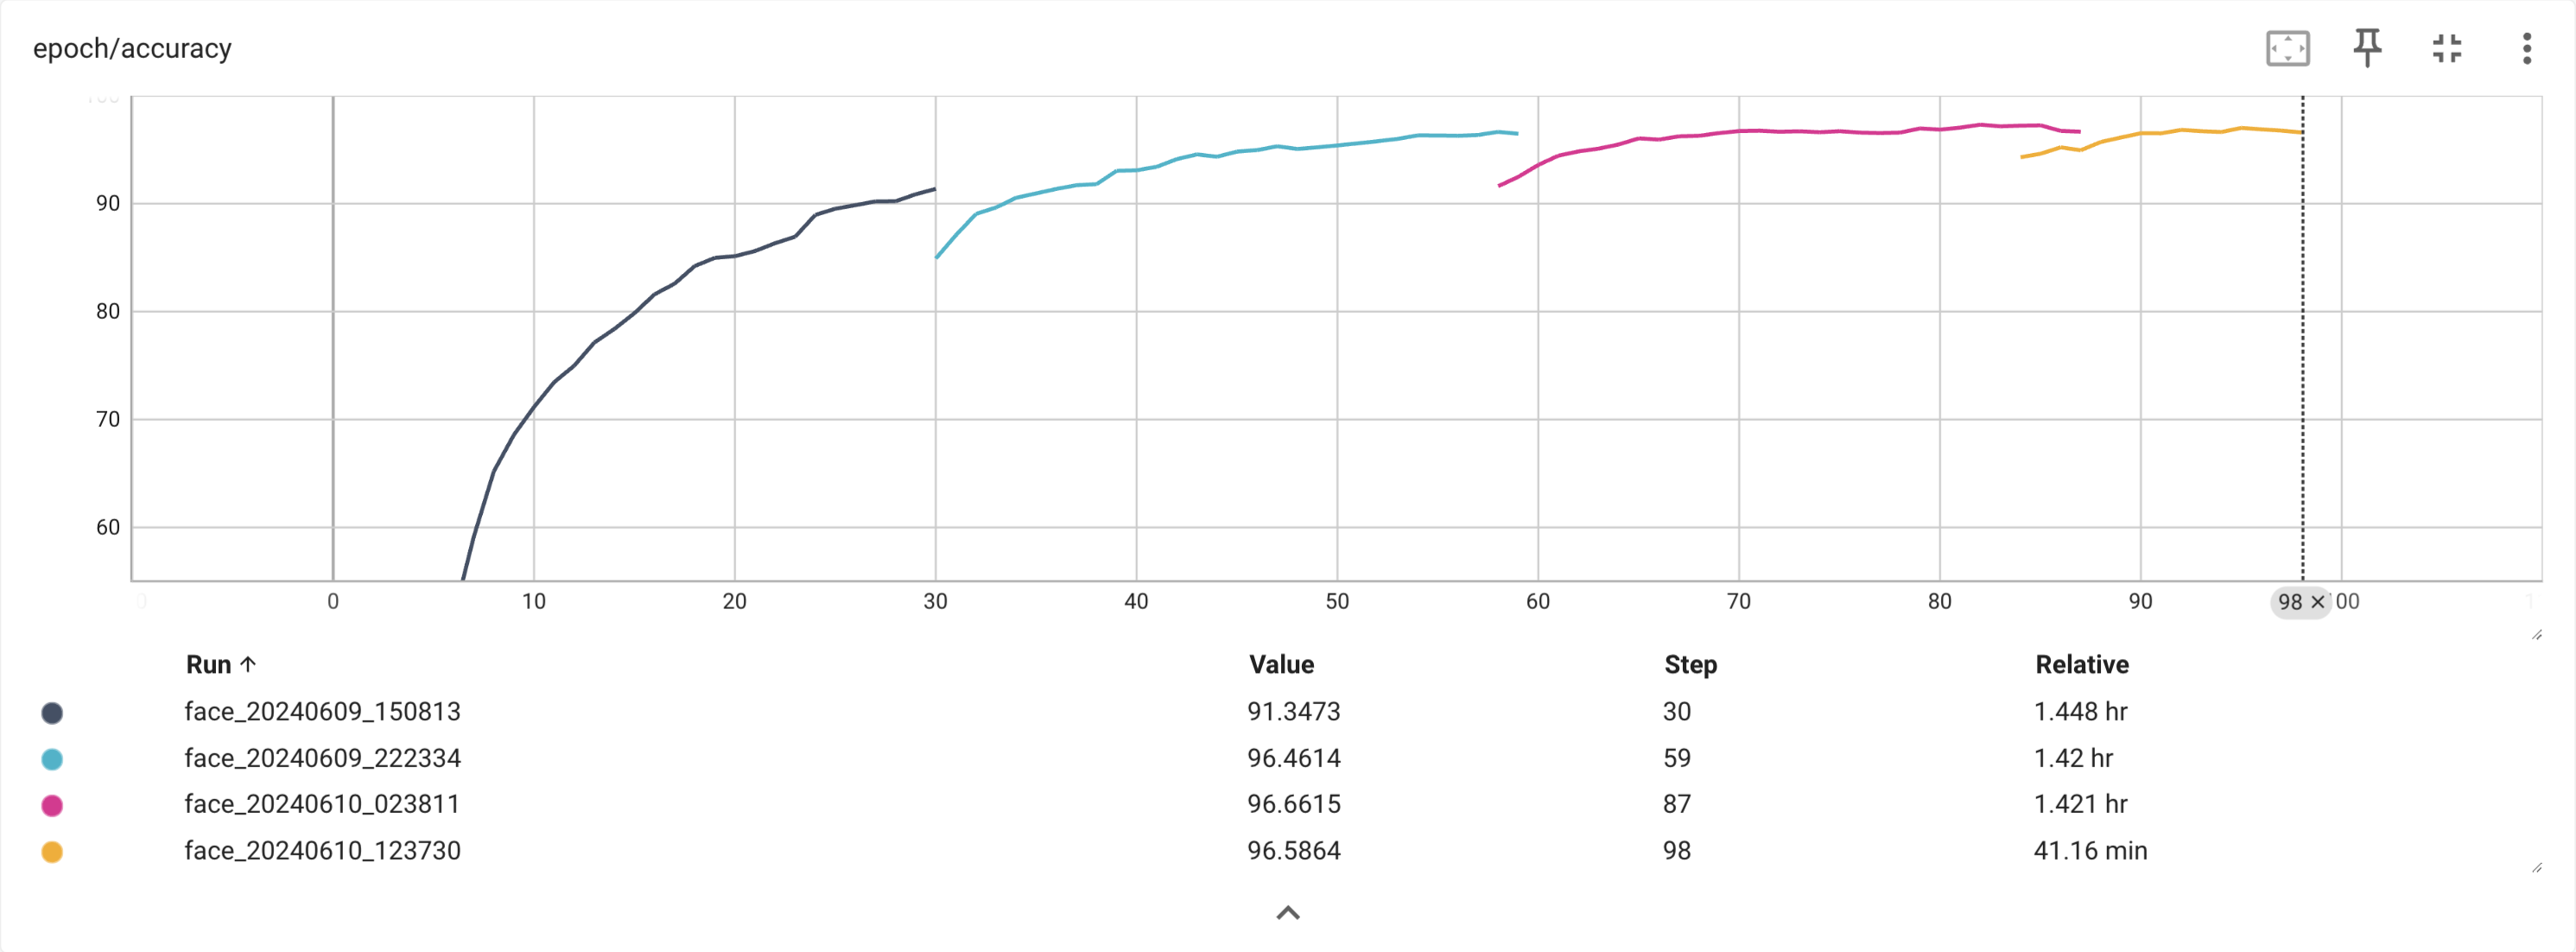 epoch/accuracy
90
80
70
60
0 10 20 30 40 50 60 70 80 90 98 × 00
Run ↑ Value Step Relative
face_20240609_150813 91.3473 30 1.448 hr
face_20240609_222334 96.4614 59 1.42 hr
face_20240610_023811 96.6615 87 1.421 hr
face_20240610_123730 96.5864 98 41.16 min